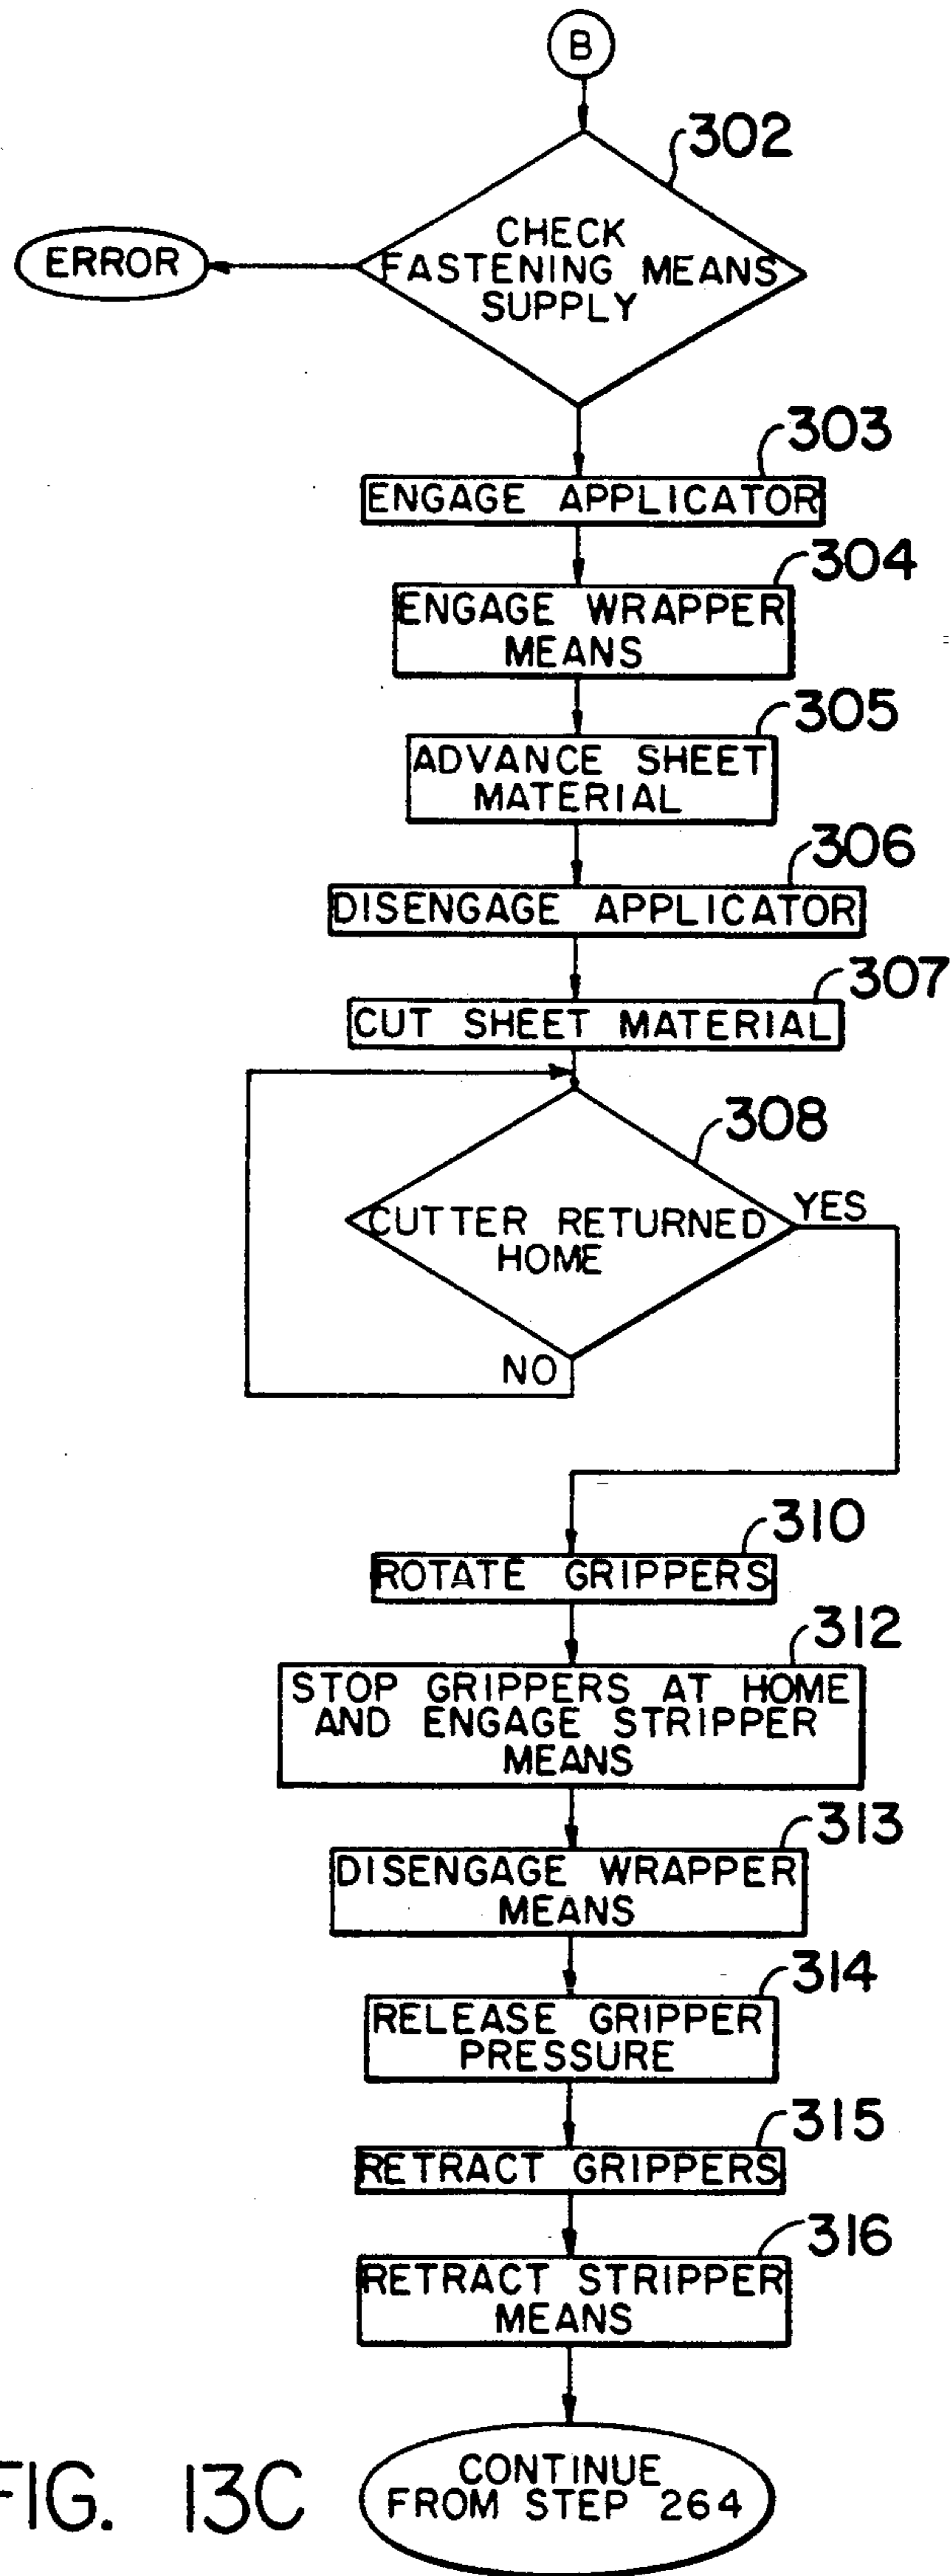 B
302
CHECK
FASTENING MEANS
SUPPLY
ERROR
303
ENGAGE APPLICATOR
304
ENGAGE WRAPPER
MEANS
305
ADVANCE SHEET
MATERIAL
306
DISENGAGE APPLICATOR
307
CUT SHEET MATERIAL
308
CUTTER RETURNED
HOME
YES
NO
310
ROTATE GRIPPERS
312
STOP GRIPPERS AT HOME
AND ENGAGE STRIPPER
MEANS
313
DISENGAGE WRAPPER
MEANS
314
RELEASE GRIPPER
PRESSURE
315
RETRACT GRIPPERS
316
RETRACT STRIPPER
MEANS
CONTINUE
FROM STEP 264
FIG. 13C